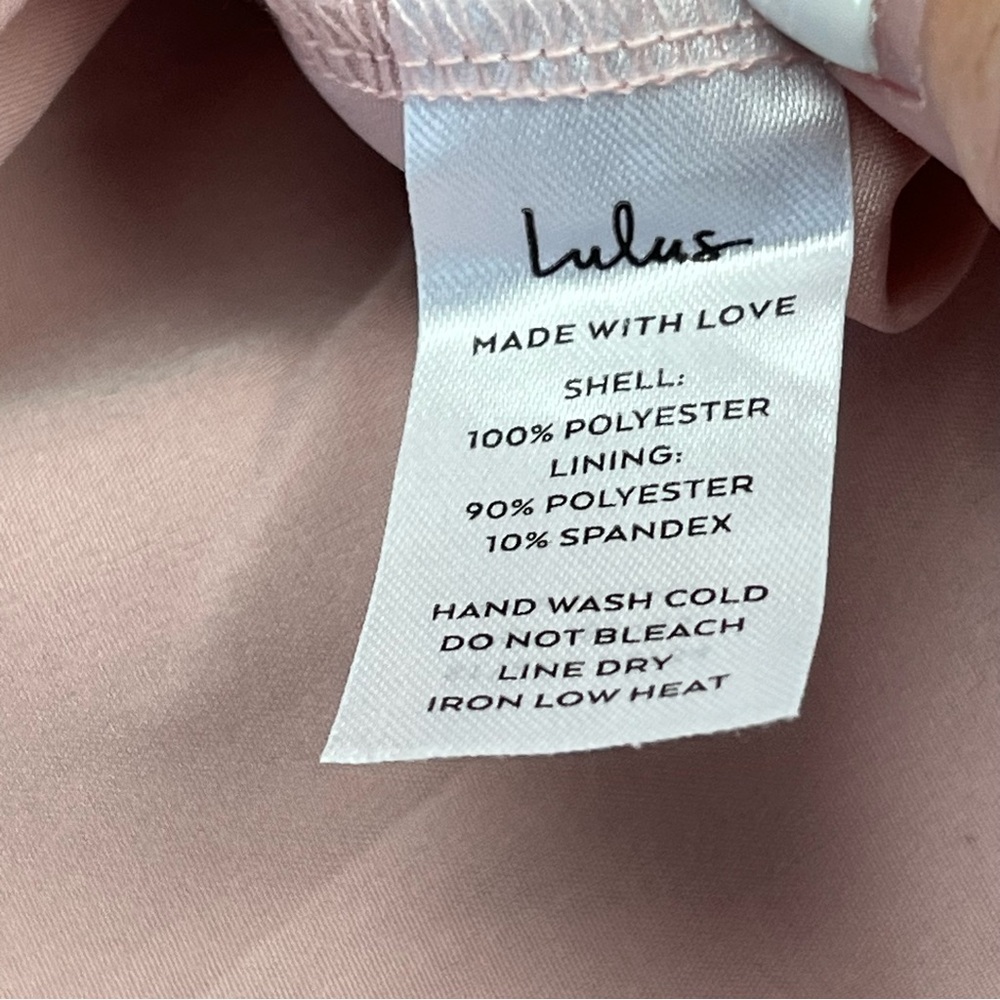 Lulus
MADE WITH LOVE
SHELL:
100% POLYESTER
LINING:
90% POLYESTER
10% SPANDEX
HAND WASH COLD
DO NOT BLEACH
LINE DRY
IRON LOW HEAT